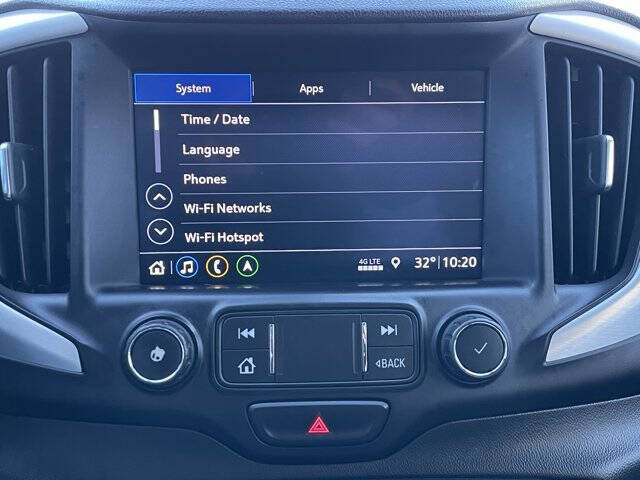 System | Apps | Vehicle
Time / Date
Language
Phones
Wi-Fi Networks
Wi-Fi Hotspot
4G LTE 32° | 10:20
BACK